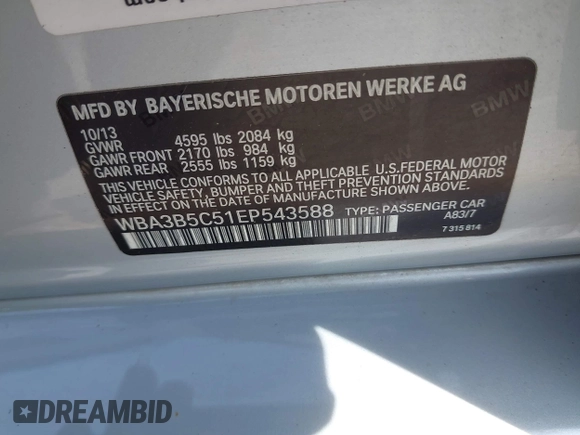 MFD BY BAYERISCHE MOTOREN WERKE AG
10/13
GVWR 4595 lbs 2084 kg
GAWR FRONT 2170 lbs 984 kg
GAWR REAR 2555 lbs 1159 kg
THIS VEHICLE CONFORMS TO ALL APPLICABLE U.S.FEDERAL MOTOR
VEHICLE SAFETY, BUMPER AND THEFT PREVENTION STANDARDS
IN EFFECT ON THE DATE OF MANUFACTURE SHOWN ABOVE.
WBA3B5C51EP543588 TYPE: PASSENGER CAR
A83/7
7 315 814
BMW
BMW
BMW
DREAMBID